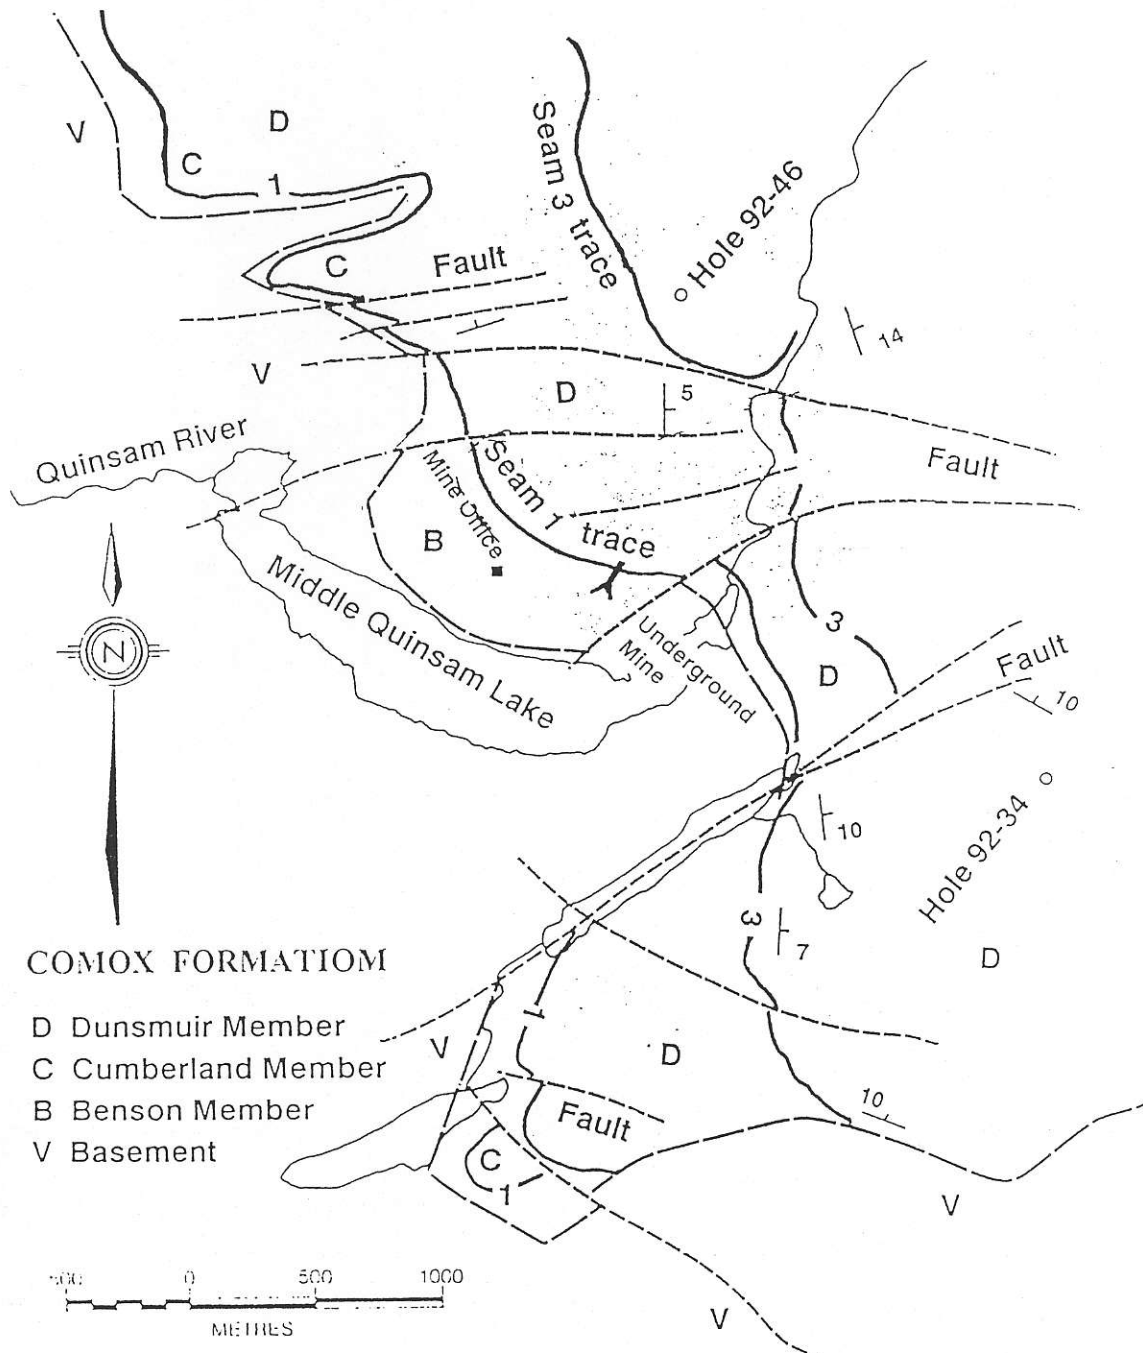 V
D
C
1
Seam 3 trace
Hole 92-46
C
Fault
14
V
D
5
Quinsam River
Fault
Seam 1 trace
Mine Office
B
Middle Quinsam Lake
Underground
Mine
3
D
Fault
10
N
10
Hole 92-34
3
7
D
COMOX FORMATIOM
D Dunsmuir Member
C Cumberland Member
B Benson Member
V Basement
V
1
D
10
Fault
C
1
V
V
500 0 500 1000
METRES